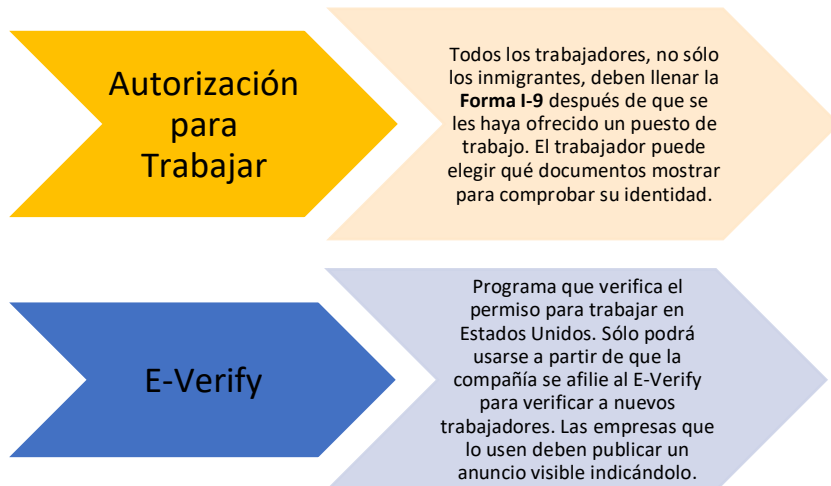 Autorización
para
Trabajar
Todos los trabajadores, no sólo
los inmigrantes, deben llenar la
Forma I-9 después de que se
les haya ofrecido un puesto de
trabajo. El trabajador puede
elegir qué documentos mostrar
para comprobar su identidad.
E-Verify
Programa que verifica el
permiso para trabajar en
Estados Unidos. Sólo podrá
usarse a partir de que la
compañía se afilie al E-Verify
para verificar a nuevos
trabajadores. Las empresas que
lo usen deben publicar un
anuncio visible indicándolo.